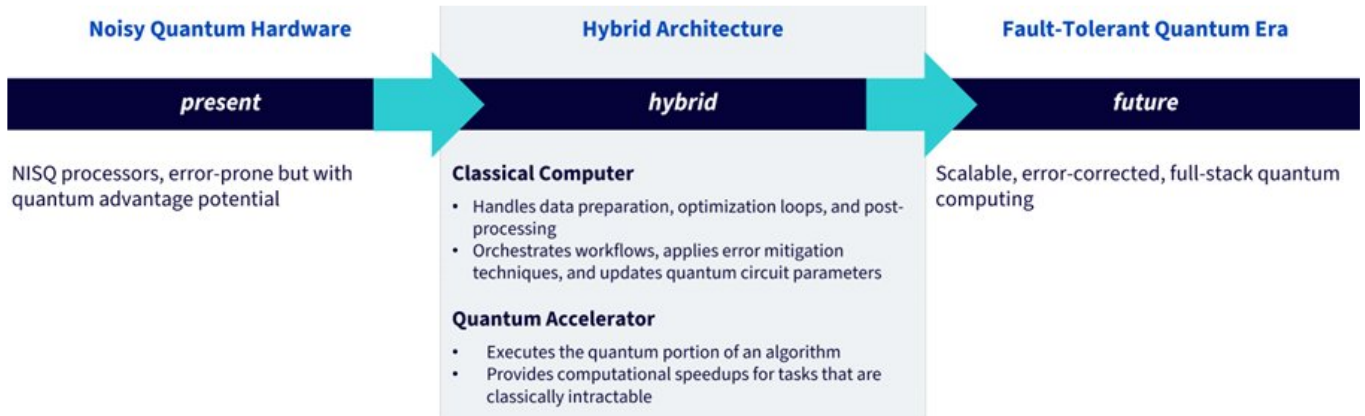 Noisy Quantum Hardware
Hybrid Architecture
Fault-Tolerant Quantum Era
present
hybrid
future
NISQ processors, error-prone but with
quantum advantage potential
Classical Computer
• Handles data preparation, optimization loops, and post-
processing
• Orchestrates workflows, applies error mitigation
techniques, and updates quantum circuit parameters
Quantum Accelerator
• Executes the quantum portion of an algorithm
• Provides computational speedups for tasks that are
classically intractable
Scalable, error-corrected, full-stack quantum
computing